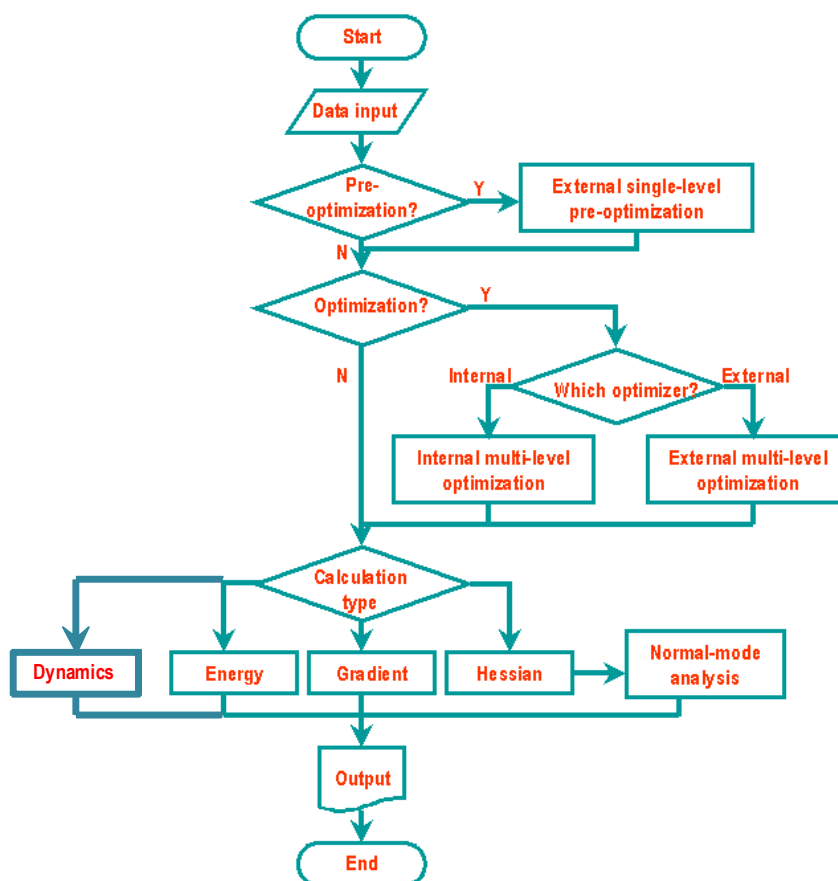 Start
Data input
Pre-
optimization?
Y
External single-level
pre-optimization
N
Optimization?
Y
N
Internal
Which optimizer?
External
Internal multi-level
optimization
External multi-level
optimization
Calculation
type
Dynamics
Energy
Gradient
Hessian
Normal-mode
analysis
Output
End